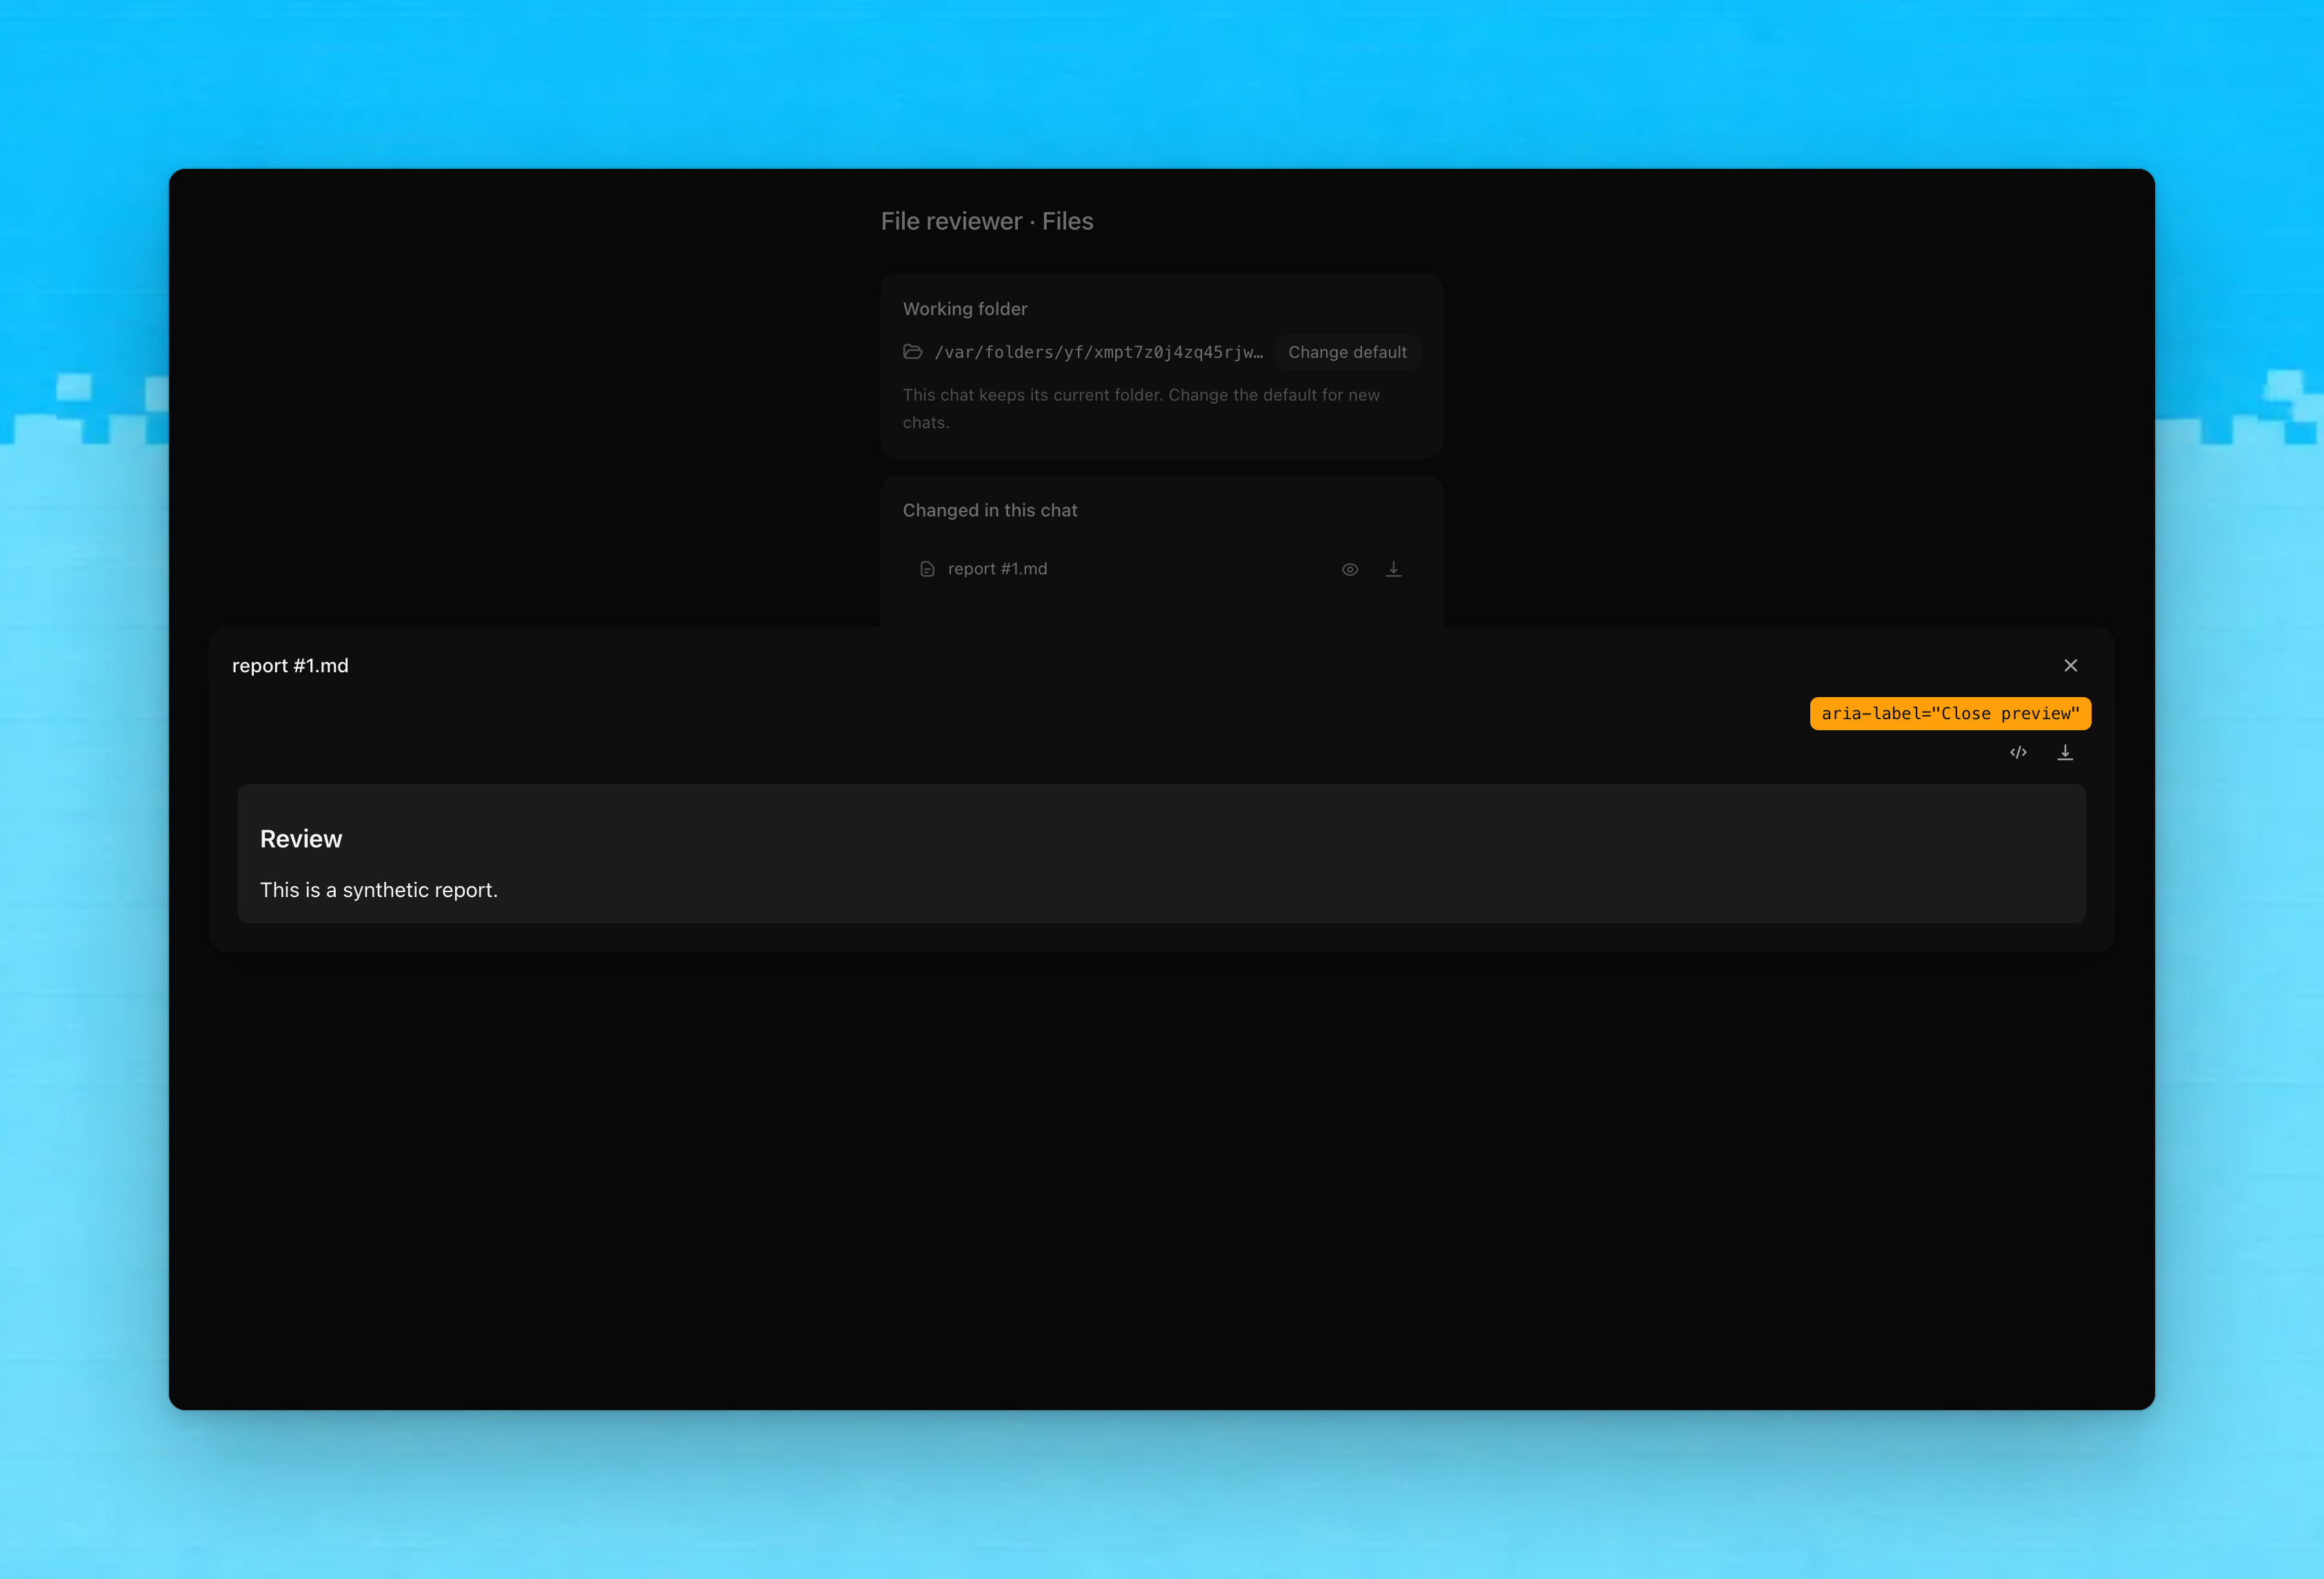 File reviewer · Files
Working folder
/var/folders/yf/xmpt7z0j4zq45rjw…
Change default
This chat keeps its current folder. Change the default for new
chats.
Changed in this chat
report #1.md
report #1.md
aria-label="Close preview"
Review
This is a synthetic report.